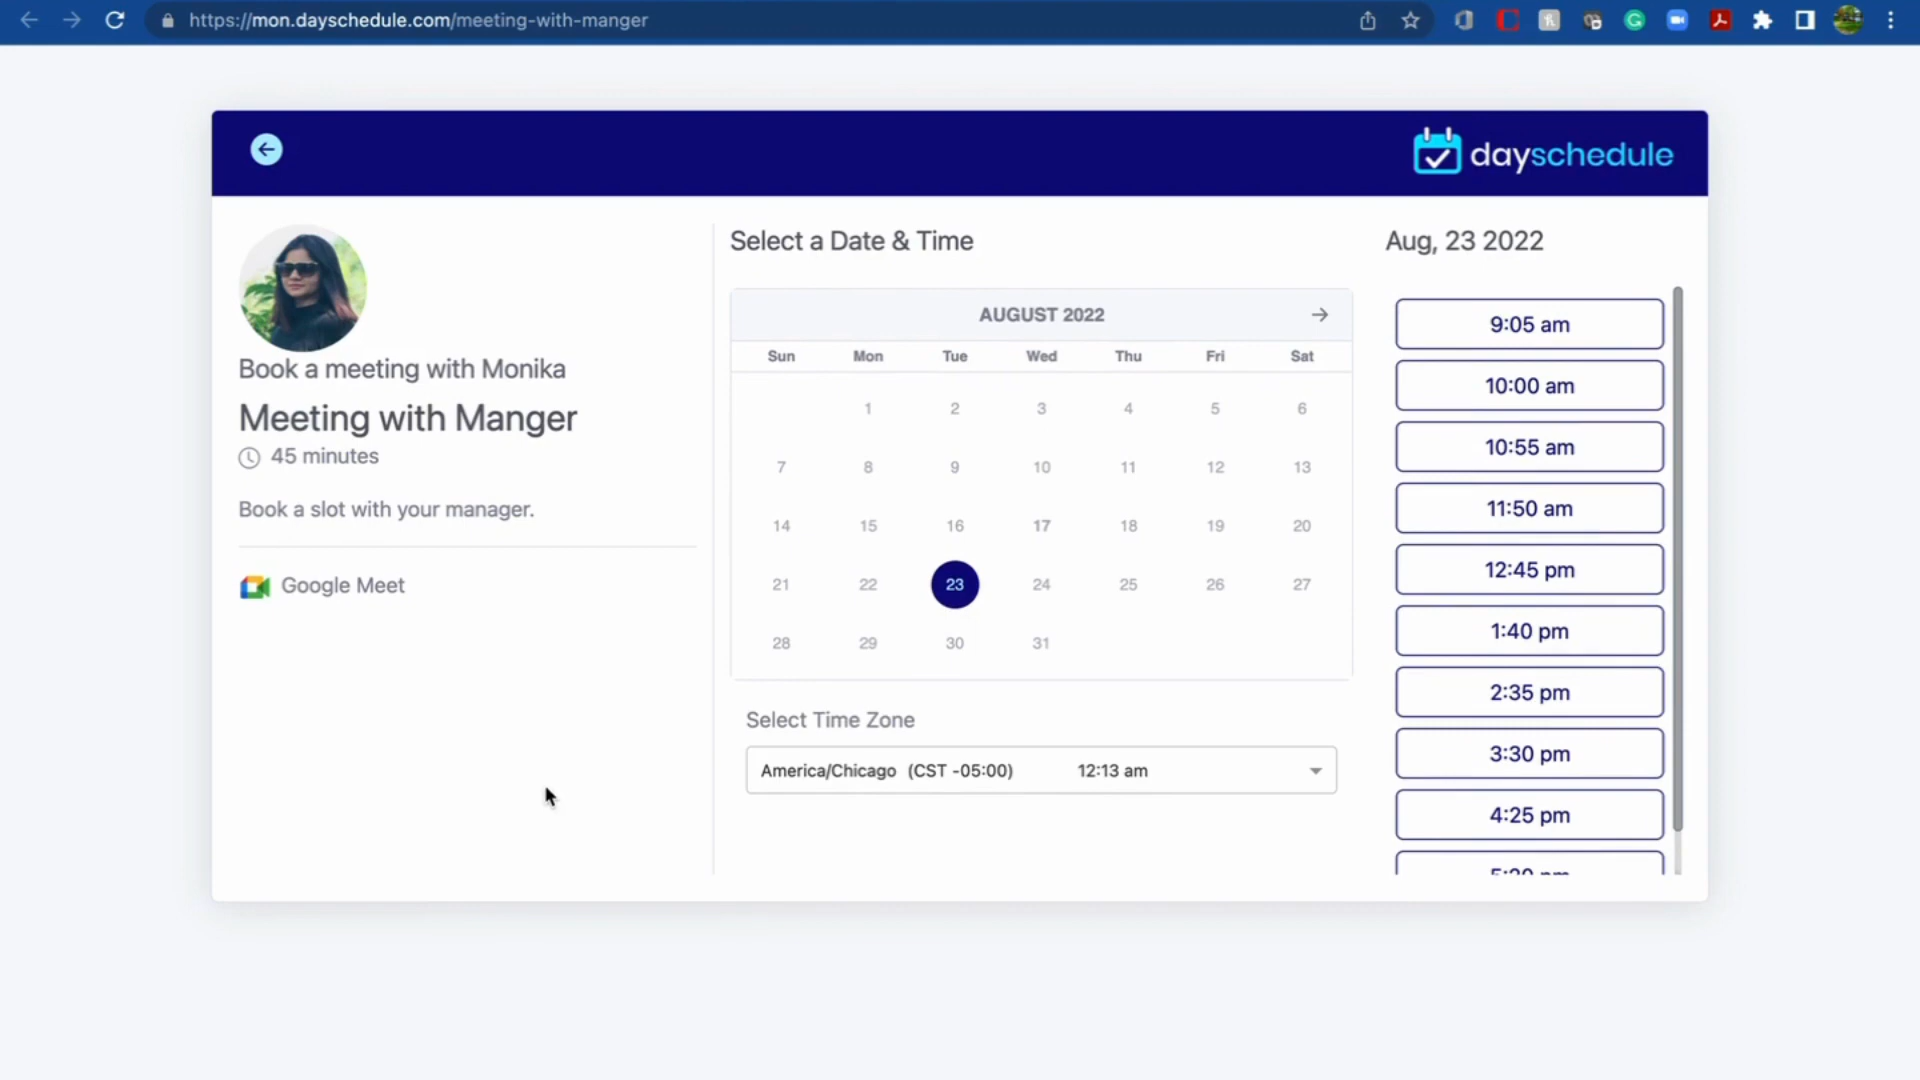 https://mon.dayschedule.com/meeting-with-manger
dayschedule
Book a meeting with Monika
Meeting with Manger
45 minutes
Book a slot with your manager.
Google Meet
Select a Date & Time
AUGUST 2022
Sun Mon Tue Wed Thu Fri Sat
1 2 3 4 5 6
7 8 9 10 11 12 13
14 15 16 17 18 19 20
21 22 23 24 25 26 27
28 29 30 31
Select Time Zone
America/Chicago (CST -05:00) 12:13 am
Aug, 23 2022
9:05 am
10:00 am
10:55 am
11:50 am
12:45 pm
1:40 pm
2:35 pm
3:30 pm
4:25 pm